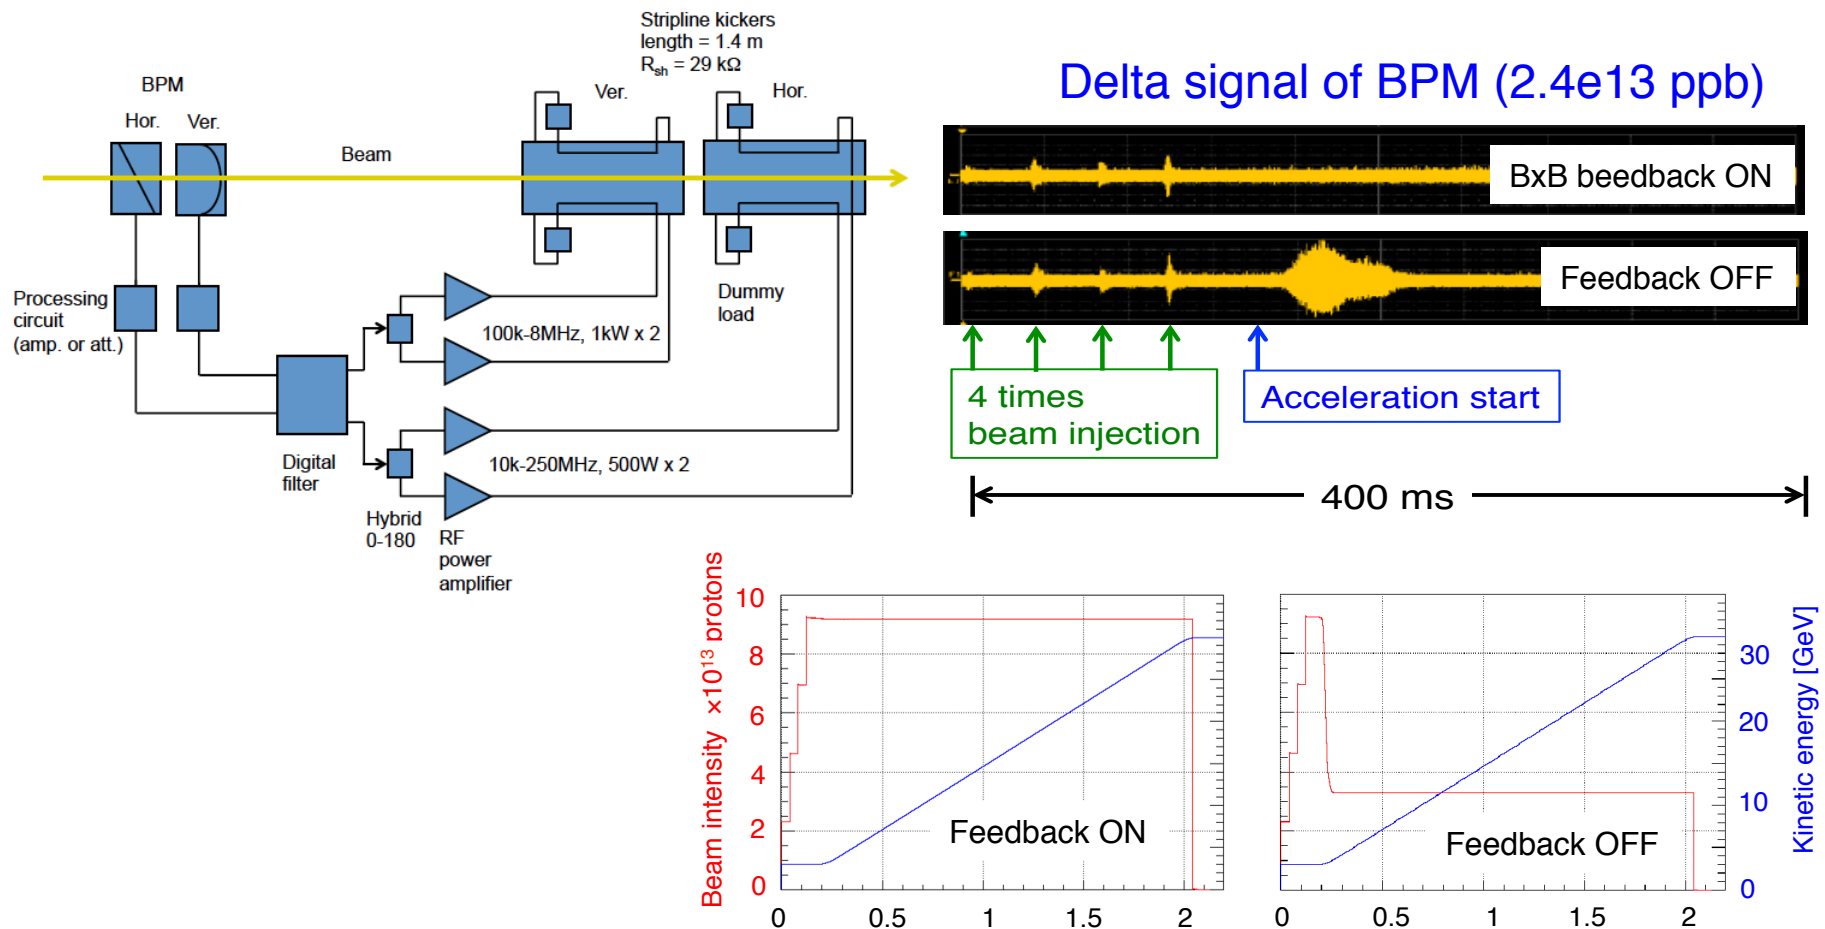 Stripline kickers
length = 1.4 m
Rsh = 29 kΩ
BPM
Hor.
Ver.
Beam
Ver.
Hor.
Processing
circuit
(amp. or att.)
100k-8MHz, 1kW x 2
Dummy
load
10k-250MHz, 500W x 2
Digital
filter
Hybrid
0-180
RF
power
amplifier
Delta signal of BPM (2.4e13 ppb)
BxB beedback ON
Feedback OFF
4 times
beam injection
Acceleration start
400 ms
Beam intensity ×10¹³ protons
10
8
6
4
2
0
Feedback ON
0 0.5 1 1.5 2
Feedback OFF
0 0.5 1 1.5 2
30
20
10
0
Kinetic energy [GeV]